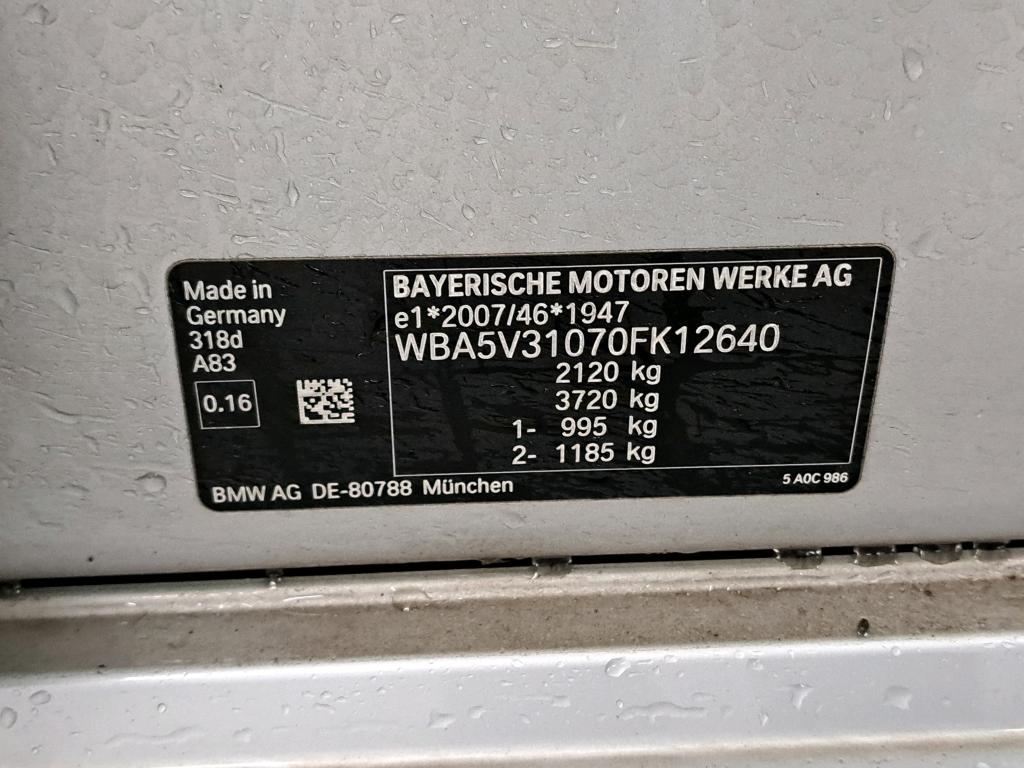 Made in
Germany
318d
A83
0.16
BAYERISCHE MOTOREN WERKE AG
e1*2007/46*1947
WBA5V31070FK12640
2120 kg
3720 kg
1- 995 kg
2- 1185 kg
BMW AG DE-80788 München
5 A0C 986